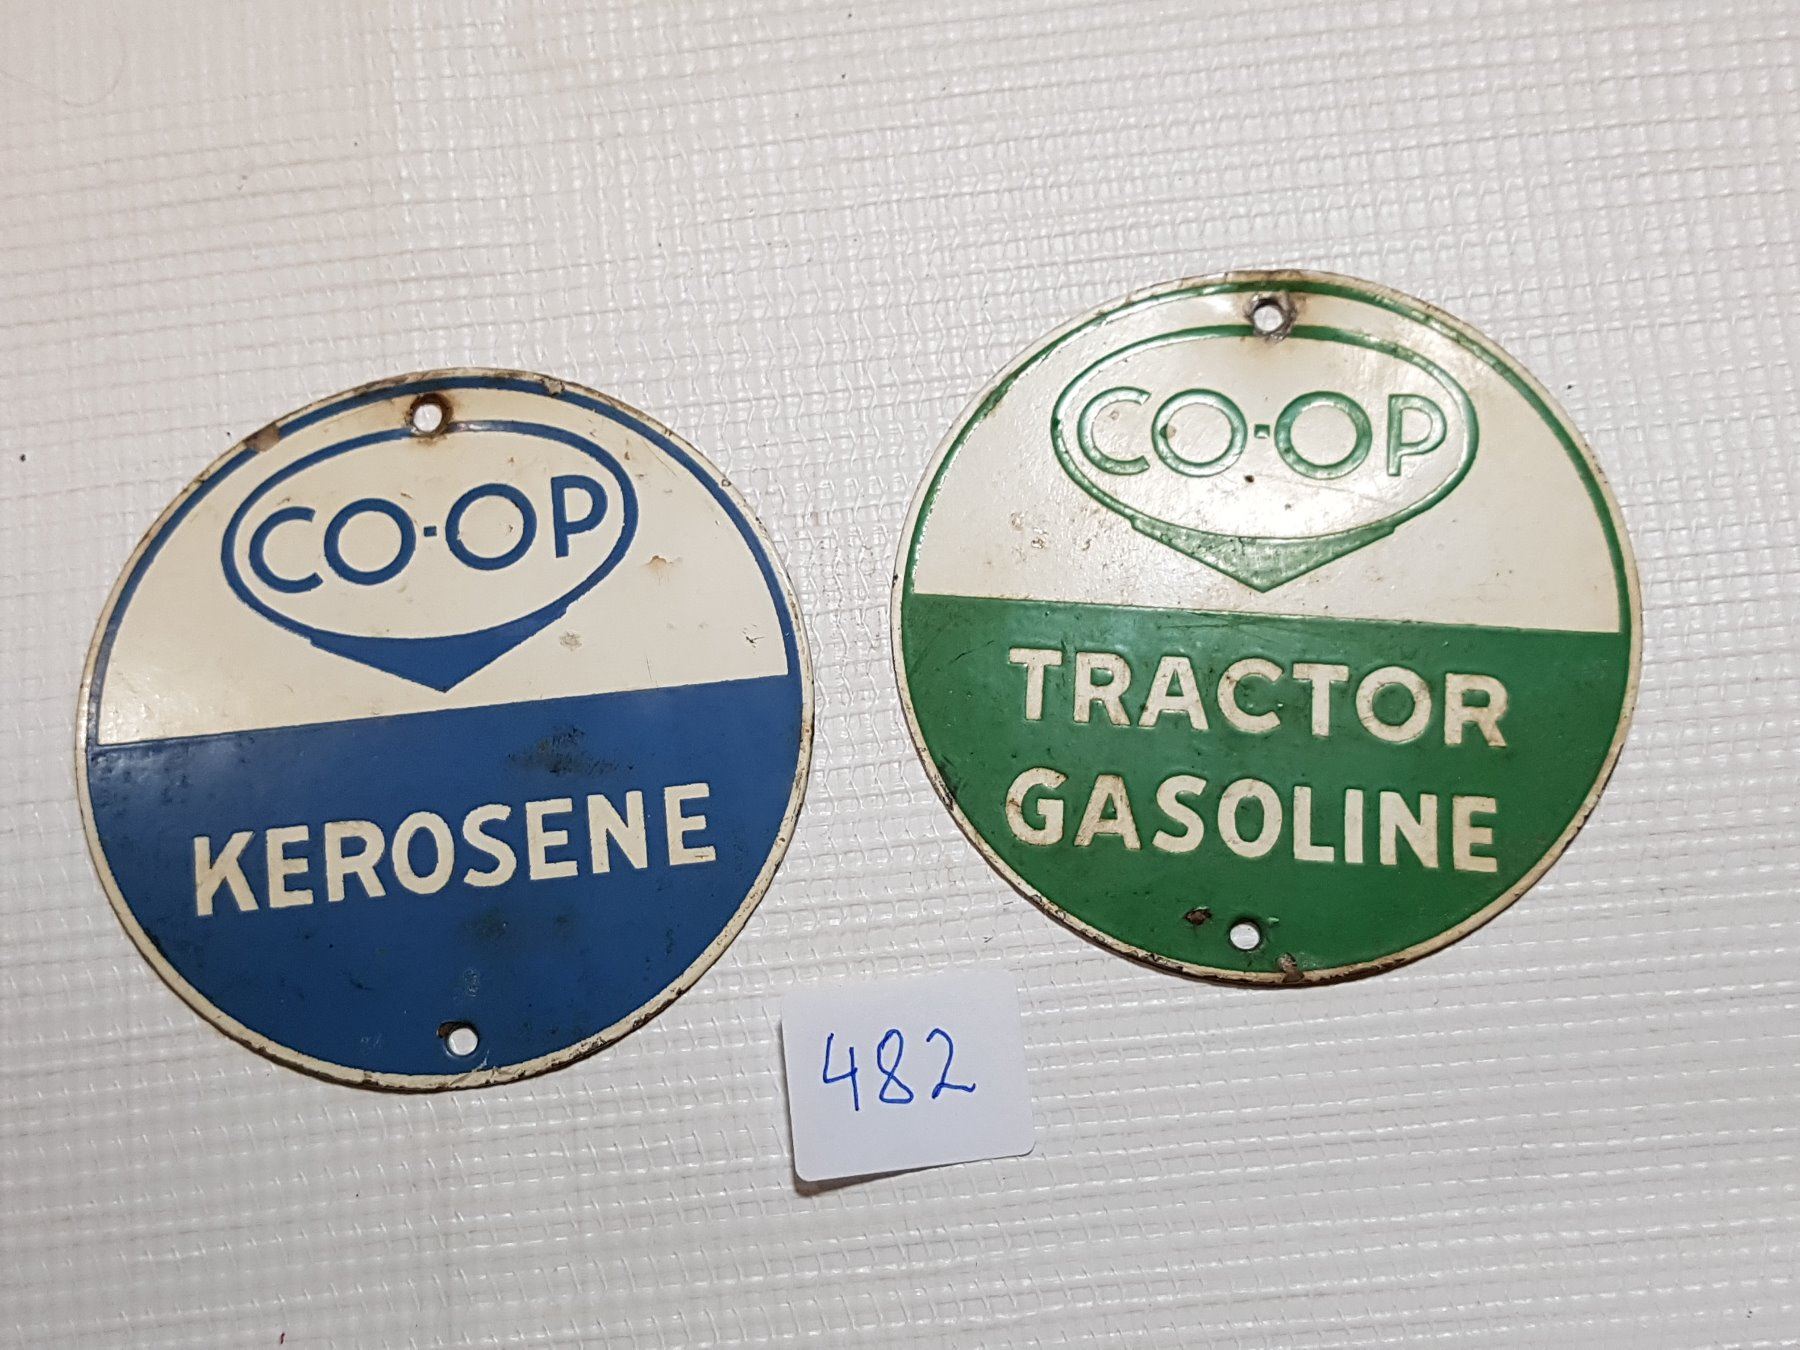 CO-OP
KEROSENE
CO-OP
TRACTOR
GASOLINE
482